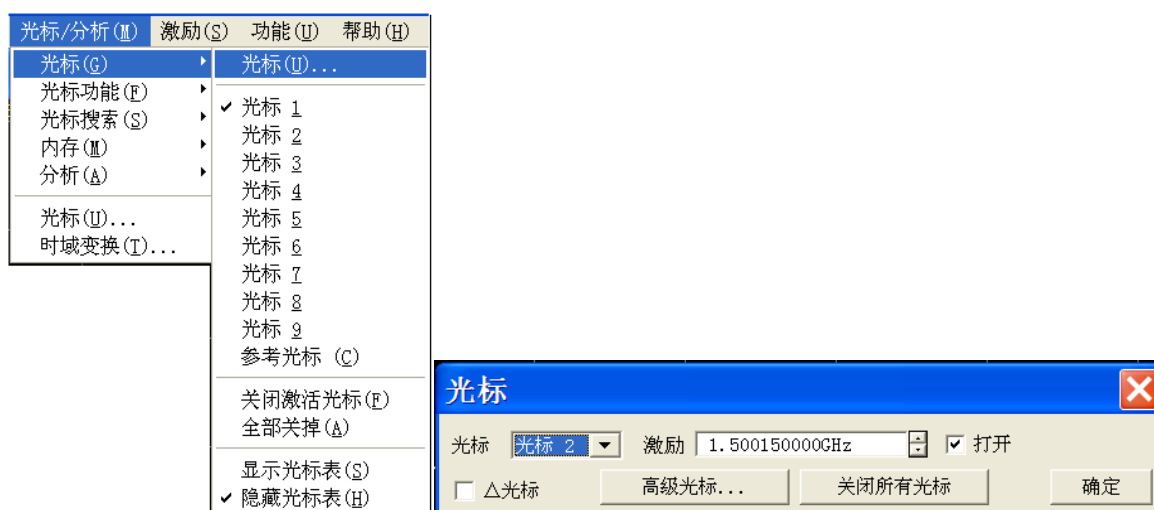 光标/分析(M) 激励(S) 功能(U) 帮助(H)
光标(G)
光标功能(F)
光标搜索(S)
内存(M)
分析(A)
光标(U)...
时域变换(T)...
光标(U)...
光标 1
光标 2
光标 3
光标 4
光标 5
光标 6
光标 7
光标 8
光标 9
参考光标 (C)
关闭激活光标(F)
全部关掉(A)
显示光标表(S)
隐藏光标表(H)
光标
光标 光标 2 激励 1.500150000GHz 打开
△光标 高级光标... 关闭所有光标 确定